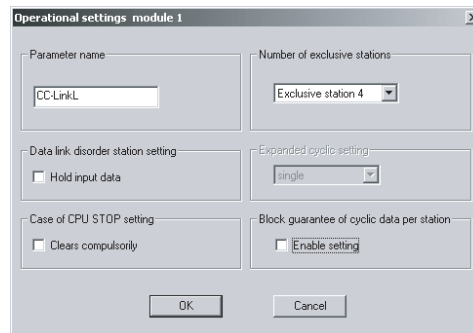 Operational settings module 1
Parameter name
CC-LinkL
Number of exclusive stations
Exclusive station 4
Data link disorder station setting
Hold input data
Expanded cyclic setting
single
Case of CPU STOP setting
Clears compulsorily
Block guarantee of cyclic data per station
Enable setting
OK
Cancel